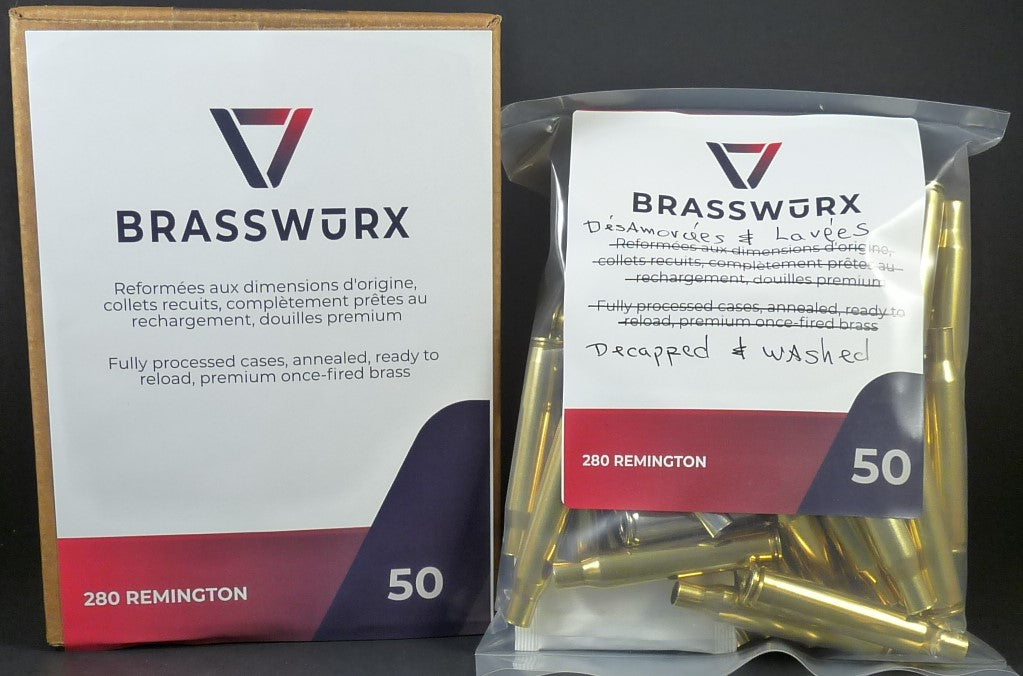 BRASSWŪRX
Reformées aux dimensions d'origine,
collets recuits, complètement prêtes au
rechargement, douilles premium
Fully processed cases, annealed, ready to
reload, premium once-fired brass
280 REMINGTON
50
BRASSWŪRX
DésAmorcées & Lavées
Reformées aux dimensions d'origine,
collets recuits, complètement prêtes au
rechargement, douilles premium
Fully processed cases, annealed, ready to
reload, premium once-fired brass
Decapped & WAshed
280 REMINGTON
50